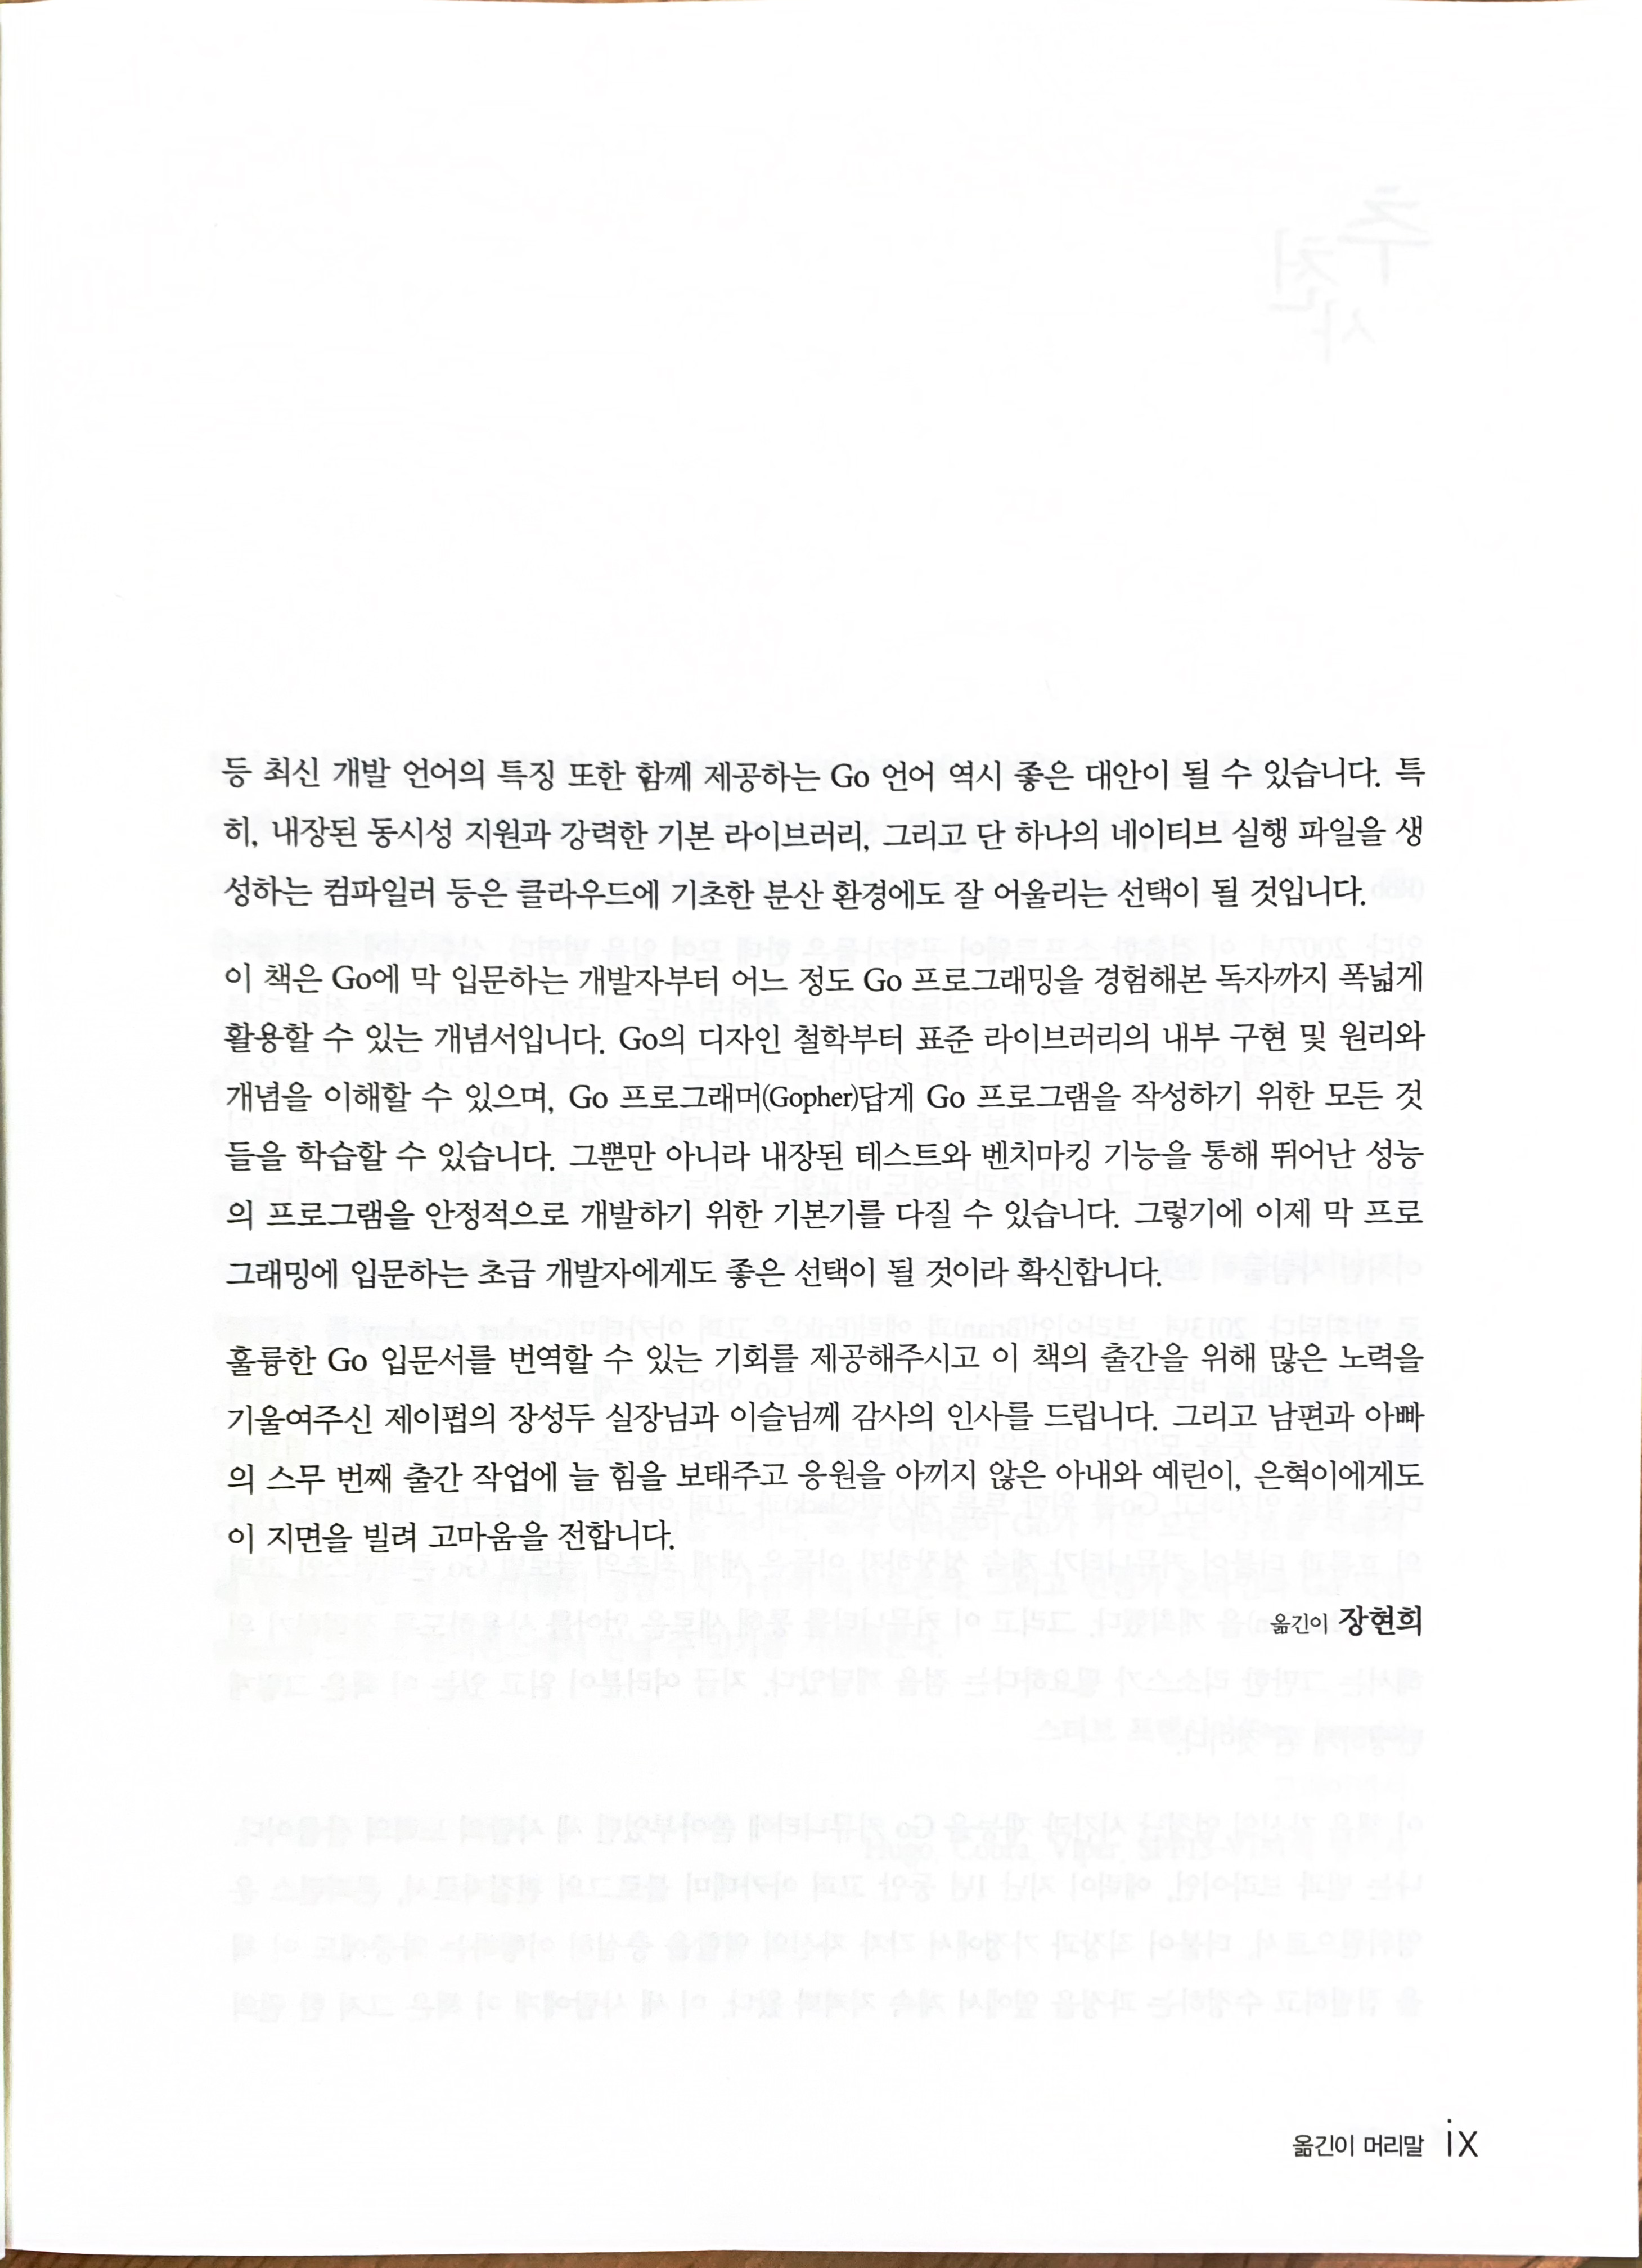 등 최신 개발 언어의 특징 또한 함께 제공하는 Go 언어 역시 좋은 대안이 될 수 있습니다. 특
히, 내장된 동시성 지원과 강력한 기본 라이브러리, 그리고 단 하나의 네이티브 실행 파일을 생
성하는 컴파일러 등은 클라우드에 기초한 분산 환경에도 잘 어울리는 선택이 될 것입니다.
이 책은 Go에 막 입문하는 개발자부터 어느 정도 Go 프로그래밍을 경험해본 독자까지 폭넓게
활용할 수 있는 개념서입니다. Go의 디자인 철학부터 표준 라이브러리의 내부 구현 및 원리와
개념을 이해할 수 있으며, Go 프로그래머(Gopher)답게 Go 프로그램을 작성하기 위한 모든 것
들을 학습할 수 있습니다. 그뿐만 아니라 내장된 테스트와 벤치마킹 기능을 통해 뛰어난 성능
의 프로그램을 안정적으로 개발하기 위한 기본기를 다질 수 있습니다. 그렇기에 이제 막 프로
그래밍에 입문하는 초급 개발자에게도 좋은 선택이 될 것이라 확신합니다.
훌륭한 Go 입문서를 번역할 수 있는 기회를 제공해주시고 이 책의 출간을 위해 많은 노력을
기울여주신 제이펍의 장성두 실장님과 이슬님께 감사의 인사를 드립니다. 그리고 남편과 아빠
의 스무 번째 출간 작업에 늘 힘을 보태주고 응원을 아끼지 않은 아내와 예린이, 은혁이에게도
이 지면을 빌려 고마움을 전합니다.
옮긴이 장현희
옮긴이 머리말 ix